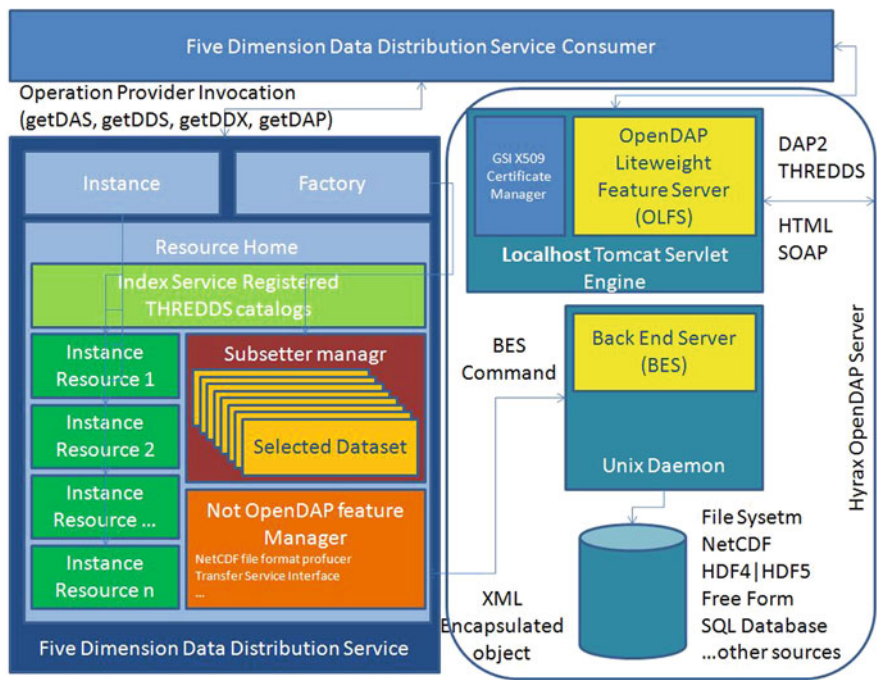 Five Dimension Data Distribution Service Consumer
Operation Provider Invocation
(getDAS, getDDS, getDDX, getDAP)
Instance
Factory
Resource Home
Index Service Registered
THREDDS catalogs
Instance
Resource 1
Instance
Resource 2
Instance
Resource ...
Instance
Resource n
Subsetter managr
Selected Dataset
Not OpenDAP feature
Manager
NetCDF file format profucer
Transfer Service Interface
...
Five Dimension Data Distribution Service
GSI X509
Certificate
Manager
OpenDAP
Liteweight
Feature Server
(OLFS)
Localhost Tomcat Servlet
Engine
DAP2
THREDDS
HTML
SOAP
BES
Command
Back End Server
(BES)
Unix Daemon
XML
Encapsulated
object
File Sysetm
NetCDF
HDF4|HDF5
Free Form
SQL Database
...other sources
Hyrax OpenDAP Server